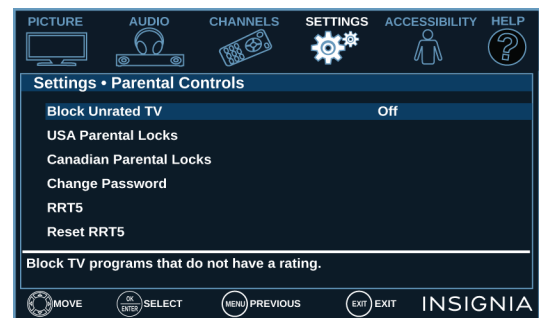 PICTURE AUDIO CHANNELS SETTINGS ACCESSIBILITY HELP
Settings • Parental Controls
Block Unrated TV Off
USA Parental Locks
Canadian Parental Locks
Change Password
RRT5
Reset RRT5
Block TV programs that do not have a rating.
MOVE OK ENTER SELECT MENU PREVIOUS EXIT EXIT INSIGNIA